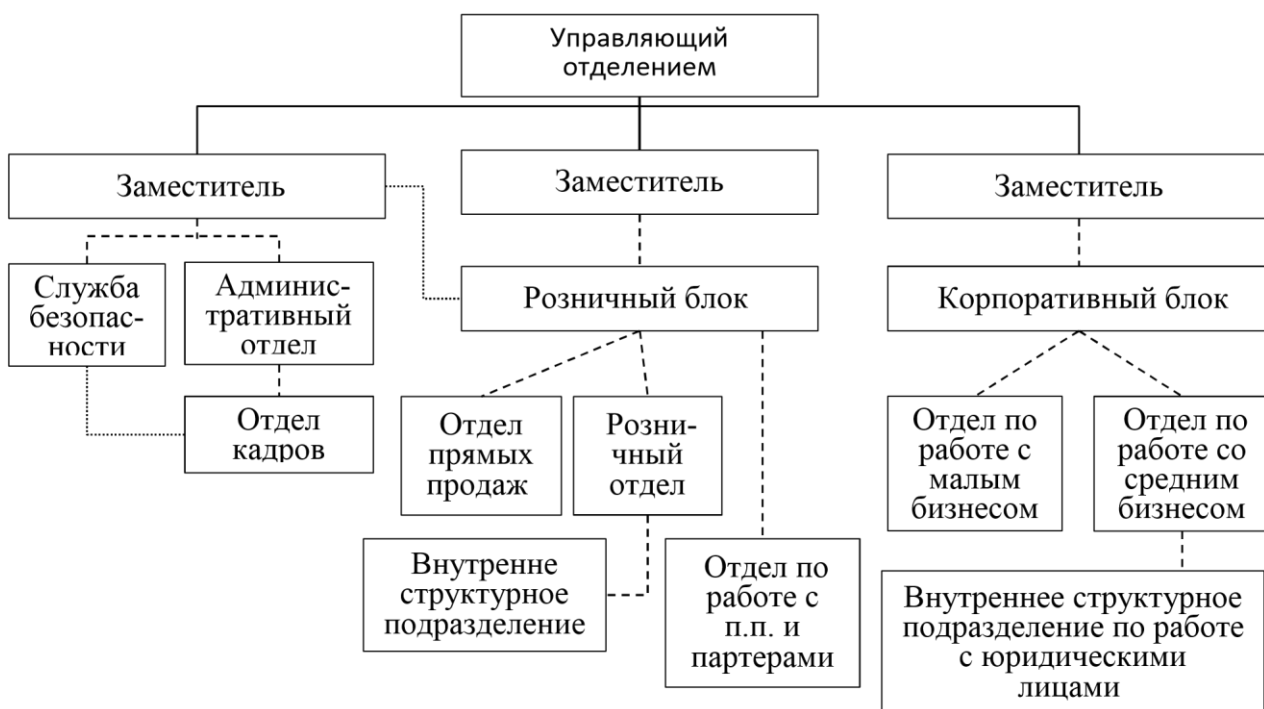 Управляющий
отделением
Заместитель
Заместитель
Заместитель
Служба
безопас-
ности
Админис-
тративный
отдел
Розничный блок
Корпоративный блок
Отдел
кадров
Отдел
прямых
продаж
Розни-
чный
отдел
Отдел по
работе с
малым
бизнесом
Отдел по
работе со
средним
бизнесом
Внутренне
структурное
подразделение
Отдел по
работе с
п.п. и
партерами
Внутреннее структурное
подразделение по работе
с юридическими
лицами